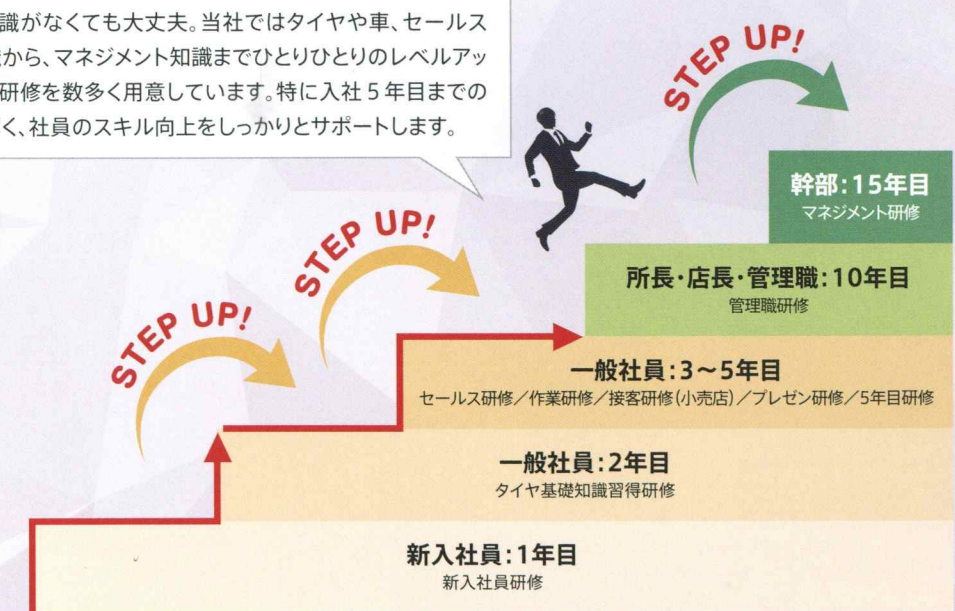 識がなくても大丈夫。当社ではタイヤや車、セールス
から、マネジメント知識までひとりひとりのレベルアッ
研修を数多く用意しています。特に入社5年目までの
く、社員のスキル向上をしっかりとサポートします。
STEP UP!
幹部:15年目
マネジメント研修
STEP UP!
所長・店長・管理職:10年目
管理職研修
STEP UP!
一般社員:3～5年目
セールス研修／作業研修／接客研修(小売店)／プレゼン研修／5年目研修
一般社員:2年目
タイヤ基礎知識習得研修
新入社員:1年目
新入社員研修